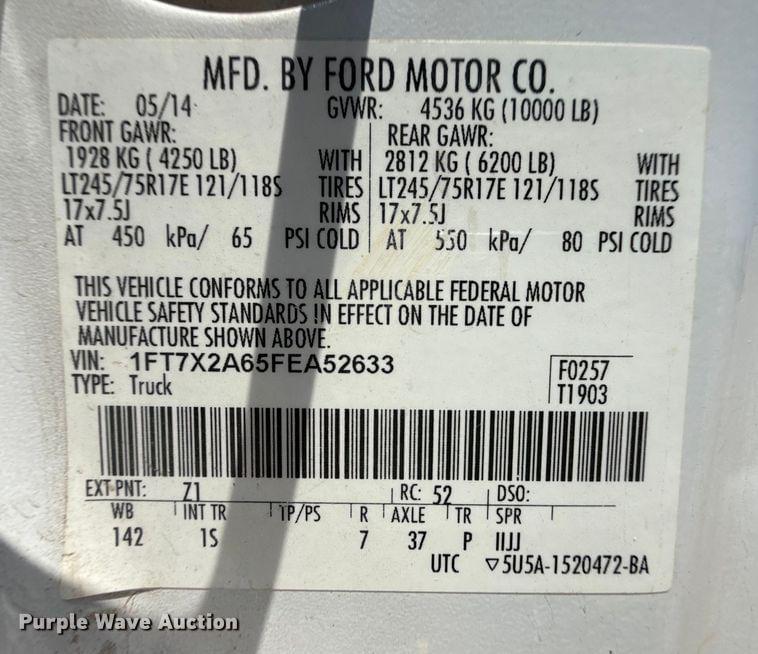 MFD. BY FORD MOTOR CO.
DATE: 05/14 GVWR: 4536 KG (10000 LB)
FRONT GAWR: REAR GAWR:
1928 KG ( 4250 LB) WITH 2812 KG ( 6200 LB) WITH
LT245/75R17E 121/118S TIRES LT245/75R17E 121/118S TIRES
17x7.5J RIMS 17x7.5J RIMS
AT 450 kPa/ 65 PSI COLD AT 550 kPa/ 80 PSI COLD
THIS VEHICLE CONFORMS TO ALL APPLICABLE FEDERAL MOTOR
VEHICLE SAFETY STANDARDS IN EFFECT ON THE DATE OF
MANUFACTURE SHOWN ABOVE.
VIN: 1FT7X2A65FEA52633 F0257
TYPE: Truck T1903
EXT PNT: Z1 RC: 52 DSO:
WB INT TR TP/PS R AXLE TR SPR
142 1S 7 37 P IIJJ
UTC ▽5U5A-1520472-BA
Purple Wave Auction